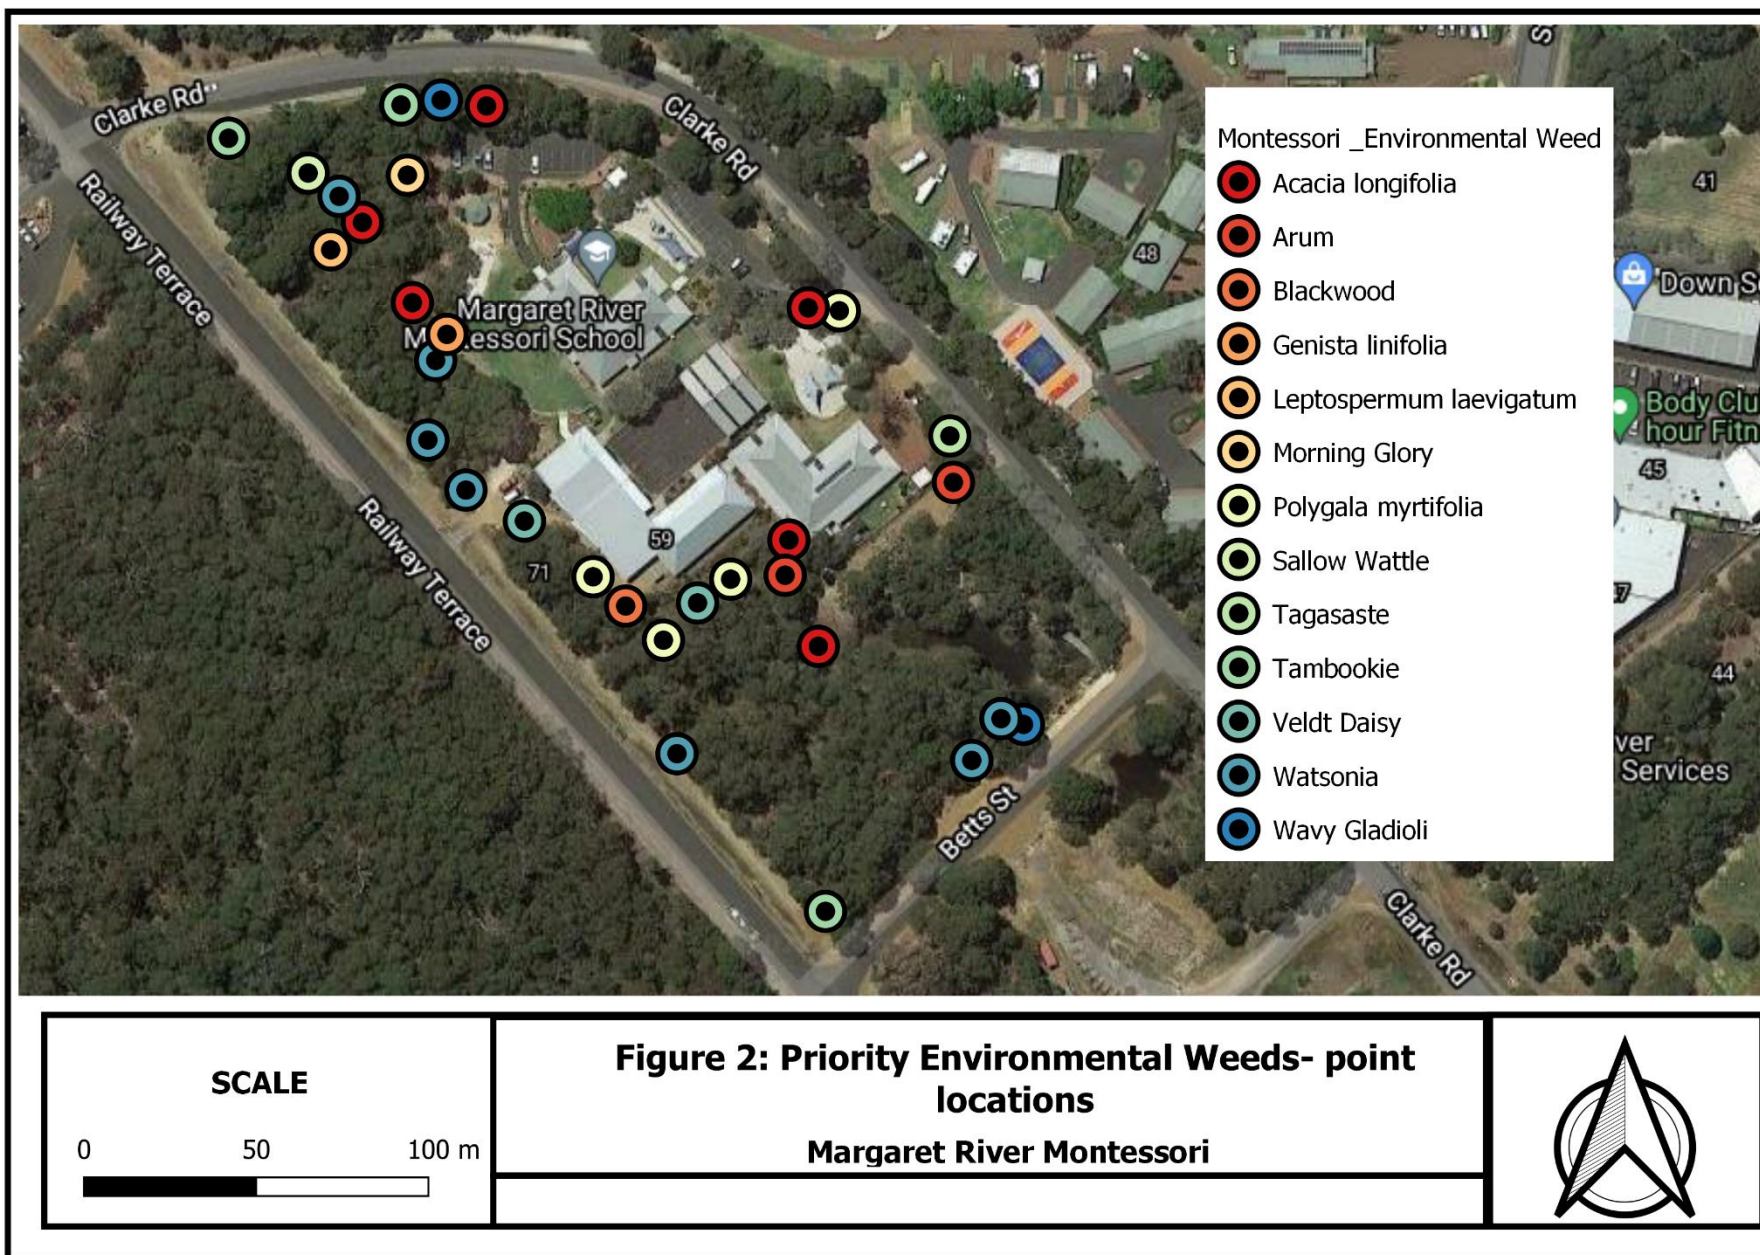 Clarke Rd
Clarke Rd
Railway Terrace
Margaret River
Montessori School
48
41
Down
Body Clu
hour Fitn
45
Railway Terrace
59
71
44
ver
Services
Betts St
Clarke Rd
Montessori _Environmental Weed
Acacia longifolia
Arum
Blackwood
Genista linifolia
Leptospermum laevigatum
Morning Glory
Polygala myrtifolia
Sallow Wattle
Tagasaste
Tambookie
Veldt Daisy
Watsonia
Wavy Gladioli
SCALE
0 50 100 m
Figure 2: Priority Environmental Weeds- point
locations
Margaret River Montessori